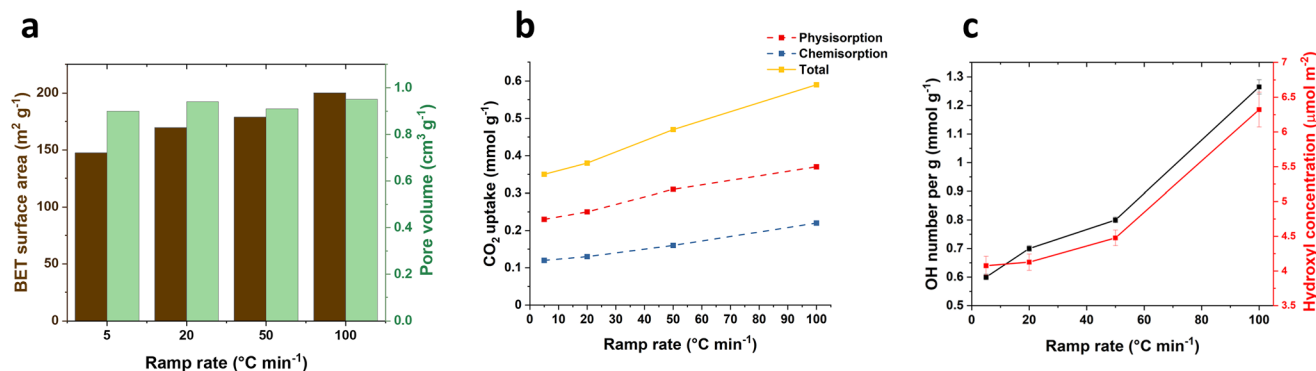 a
BET surface area (m² g⁻¹)
200
150
100
50
0
1.0
0.8
0.6
0.4
0.2
0.0
Pore volume (cm³ g⁻¹)
5 20 50 100
Ramp rate (°C min⁻¹)
b
Physisorption
Chemisorption
Total
CO₂ uptake (mmol g⁻¹)
0.6
0.5
0.4
0.3
0.2
0.1
0
0 10 20 30 40 50 60 70 80 90 100
Ramp rate (°C min⁻¹)
c
OH number per g (mmol g⁻¹)
1.3
1.2
1.1
1
0.9
0.8
0.7
0.6
0.5
7
6.5
6
5.5
5
4.5
4
3.5
Hydroxyl concentration (μmol m⁻²)
0 20 40 60 80 100
Ramp rate (°C min⁻¹)